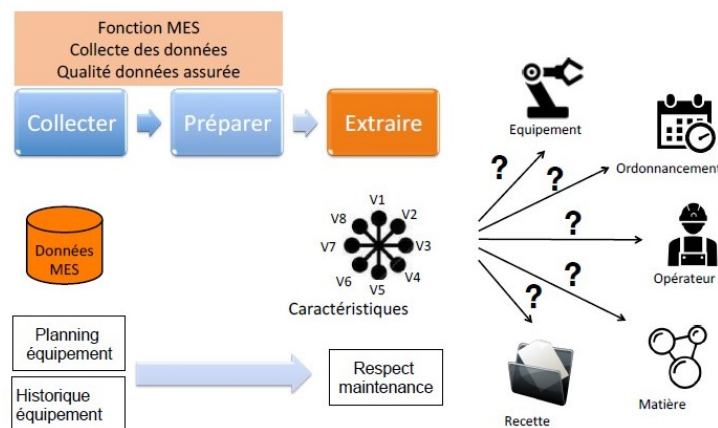 Fonction MES
Collecte des données
Qualité données assurée
Collecter
Préparer
Extraire
Equipement
Ordonnancement
?
?
?
?
?
Opérateur
Matière
Recette
Données
MES
V1
V2
V3
V4
V5
V6
V7
V8
Caractéristiques
Planning
équipement
Historique
équipement
Respect
maintenance